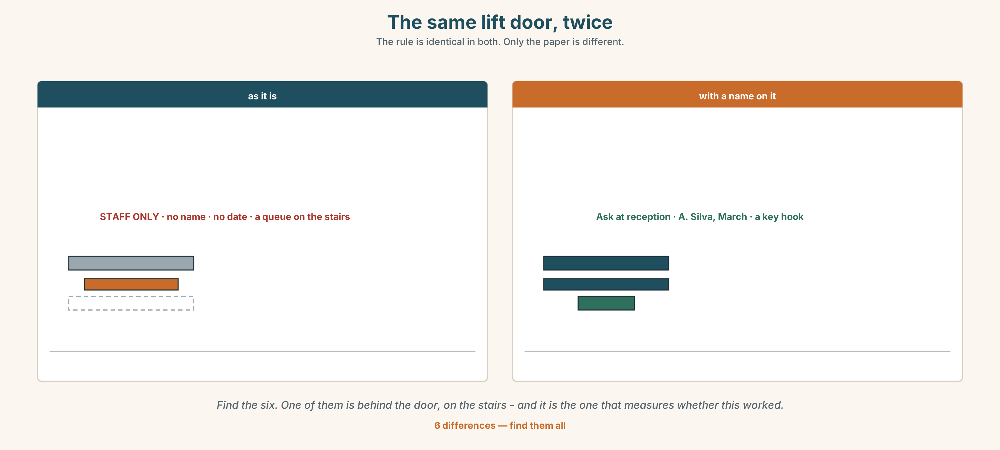 The same lift door, twice
The rule is identical in both. Only the paper is different.
as it is
with a name on it
STAFF ONLY · no name · no date · a queue on the stairs
Ask at reception · A. Silva, March · a key hook
Find the six. One of them is behind the door, on the stairs - and it is the one that measures whether this worked.
6 differences — find them all